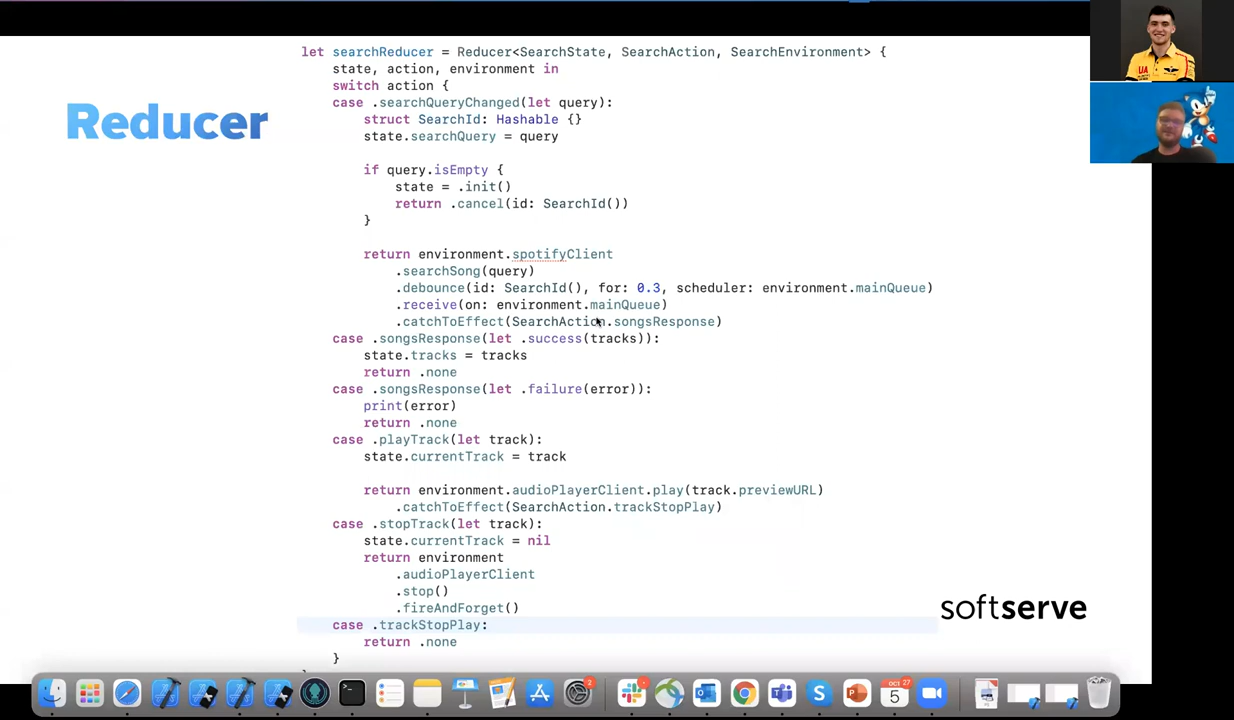 let searchReducer = Reducer<SearchState, SearchAction, SearchEnvironment> {
state, action, environment in
switch action {
case .searchQueryChanged(let query):
Reducer
struct SearchId: Hashable {}
state.searchQuery = query
if query.isEmpty {
state = .init()
return .cancel(id: SearchId())
}
return environment.spotifyClient
.searchSong(query)
.debounce(id: SearchId(), for: 0.3, scheduler: environment.mainQueue)
.receive(on: environment.mainQueue)
.catchToEffect(SearchAction.songsResponse)
case .songsResponse(let .success(tracks)):
state.tracks = tracks
return .none
case .songsResponse(let .failure(error)):
print(error)
return .none
case .playTrack(let track):
state.currentTrack = track
return environment.audioPlayerClient.play(track.previewURL)
.catchToEffect(SearchAction.trackStopPlay)
case .stopTrack(let track):
state.currentTrack = nil
return environment
.audioPlayerClient
.stop()
.fireAndForget()
case .trackStopPlay:
return .none
}
softserve
UA
OCT
5
27
2